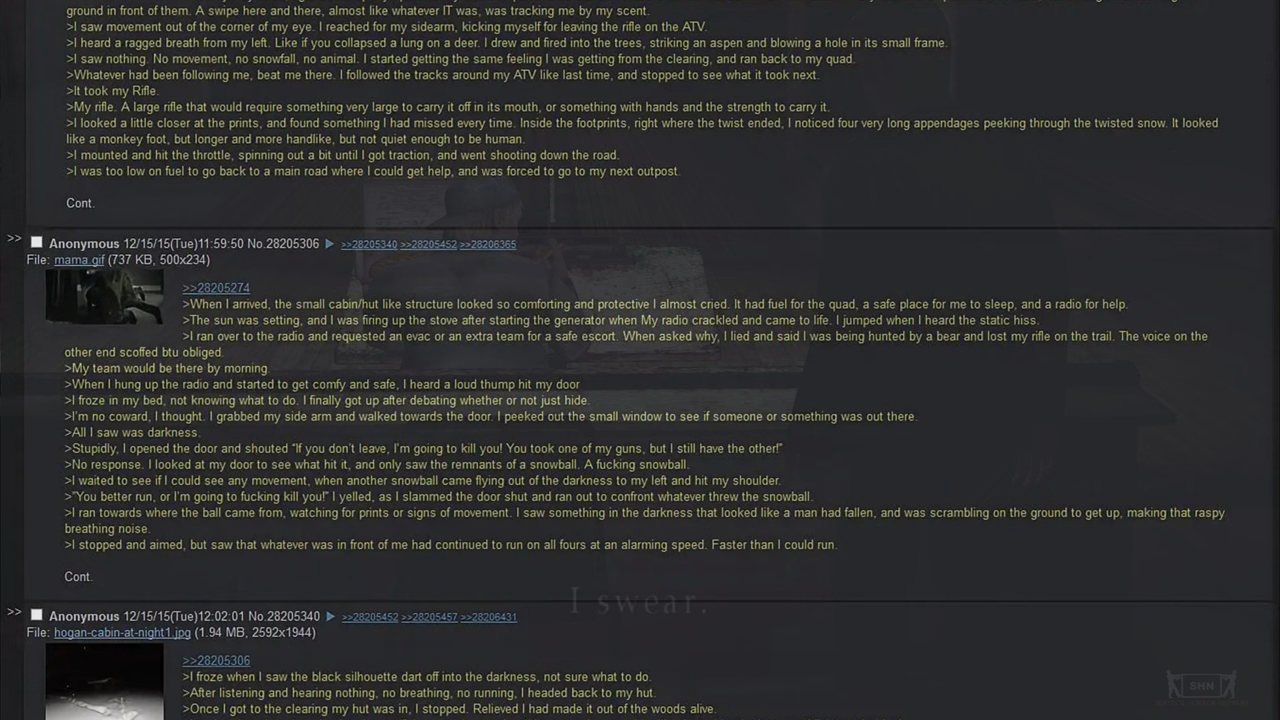 ground in front of them. A swipe here and there, almost like whatever IT was, was tracking me by my scent.
>I saw movement out of the corner of my eye. I reached for my sidearm, kicking myself for leaving the rifle on the ATV.
>I heard a ragged breath from my left. Like if you collapsed a lung on a deer. I drew and fired into the trees, striking an aspen and blowing a hole in its small frame.
>I saw nothing. No movement, no snowfall, no animal. I started getting the same feeling I was getting from the clearing, and ran back to my quad.
>Whatever had been following me, beat me there. I followed the tracks around my ATV like last time, and stopped to see what it took next.
>It took my Rifle.
>My rifle. A large rifle that would require something very large to carry it off in its mouth, or something with hands and the strength to carry it.
>I looked a little closer at the prints, and found something I had missed every time. Inside the footprints, right where the twist ended, I noticed four very long appendages peeking through the twisted snow. It looked
like a monkey foot, but longer and more handlike, but not quiet enough to be human.
>I mounted and hit the throttle, spinning out a bit until I got traction, and went shooting down the road.
>I was too low on fuel to go back to a main road where I could get help, and was forced to go to my next outpost.
Cont.
>> Anonymous 12/15/15(Tue)11:59:50 No.28205306 ▶ >>28205340 >>28205452 >>28206365
File: mama.gif (737 KB, 500x234)
>>28205274
>When I arrived, the small cabin/hut like structure looked so comforting and protective I almost cried. It had fuel for the quad, a safe place for me to sleep, and a radio for help.
>The sun was setting, and I was firing up the stove after starting the generator when My radio crackled and came to life. I jumped when I heard the static hiss.
>I ran over to the radio and requested an evac or an extra team for a safe escort. When asked why, I lied and said I was being hunted by a bear and lost my rifle on the trail. The voice on the
other end scoffed btu obliged.
>My team would be there by morning.
>When I hung up the radio and started to get comfy and safe, I heard a loud thump hit my door
>I froze in my bed, not knowing what to do. I finally got up after debating whether or not just hide.
>I'm no coward, I thought. I grabbed my side arm and walked towards the door. I peeked out the small window to see if someone or something was out there.
>All I saw was darkness.
>Stupidly, I opened the door and shouted "If you don't leave, I'm going to kill you! You took one of my guns, but I still have the other!"
>No response. I looked at my door to see what hit it, and only saw the remnants of a snowball. A fucking snowball.
>I waited to see if I could see any movement, when another snowball came flying out of the darkness to my left and hit my shoulder.
>"You better run, or I'm going to fucking kill you!" I yelled, as I slammed the door shut and ran out to confront whatever threw the snowball.
>I ran towards where the ball came from, watching for prints or signs of movement. I saw something in the darkness that looked like a man had fallen, and was scrambling on the ground to get up, making that raspy
breathing noise.
>I stopped and aimed, but saw that whatever was in front of me had continued to run on all fours at an alarming speed. Faster than I could run.
Cont.
I swear.
>> Anonymous 12/15/15(Tue)12:02:01 No.28205340 ▶ >>28205452 >>28205457 >>28206431
File: hogan-cabin-at-night1.jpg (1.94 MB, 2592x1944)
>>28205306
>I froze when I saw the black silhouette dart off into the darkness, not sure what to do.
>After listening and hearing nothing, no breathing, no running, I headed back to my hut.
>Once I got to the clearing my hut was in, I stopped. Relieved I had made it out of the woods alive.
SHN